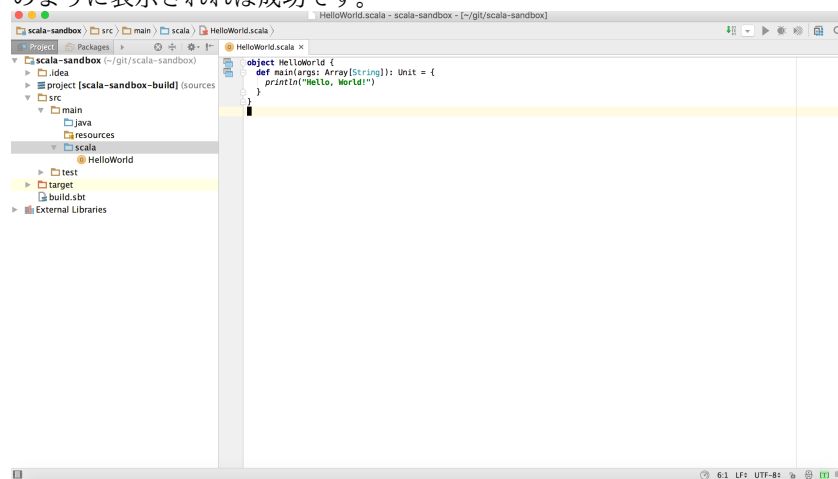 のように表示されれば成功です。
HelloWorld.scala - scala-sandbox - [~/git/scala-sandbox]
scala-sandbox src main scala HelloWorld.scala
Project Packages
HelloWorld.scala ×
scala-sandbox (~/git/scala-sandbox)
.idea
project [scala-sandbox-build] (sources
src
main
java
resources
scala
HelloWorld
test
target
build.sbt
External Libraries
object HelloWorld {
def main(args: Array[String]): Unit = {
println("Hello, World!")
}
}
6:1 LF÷ UTF-8÷ [T]